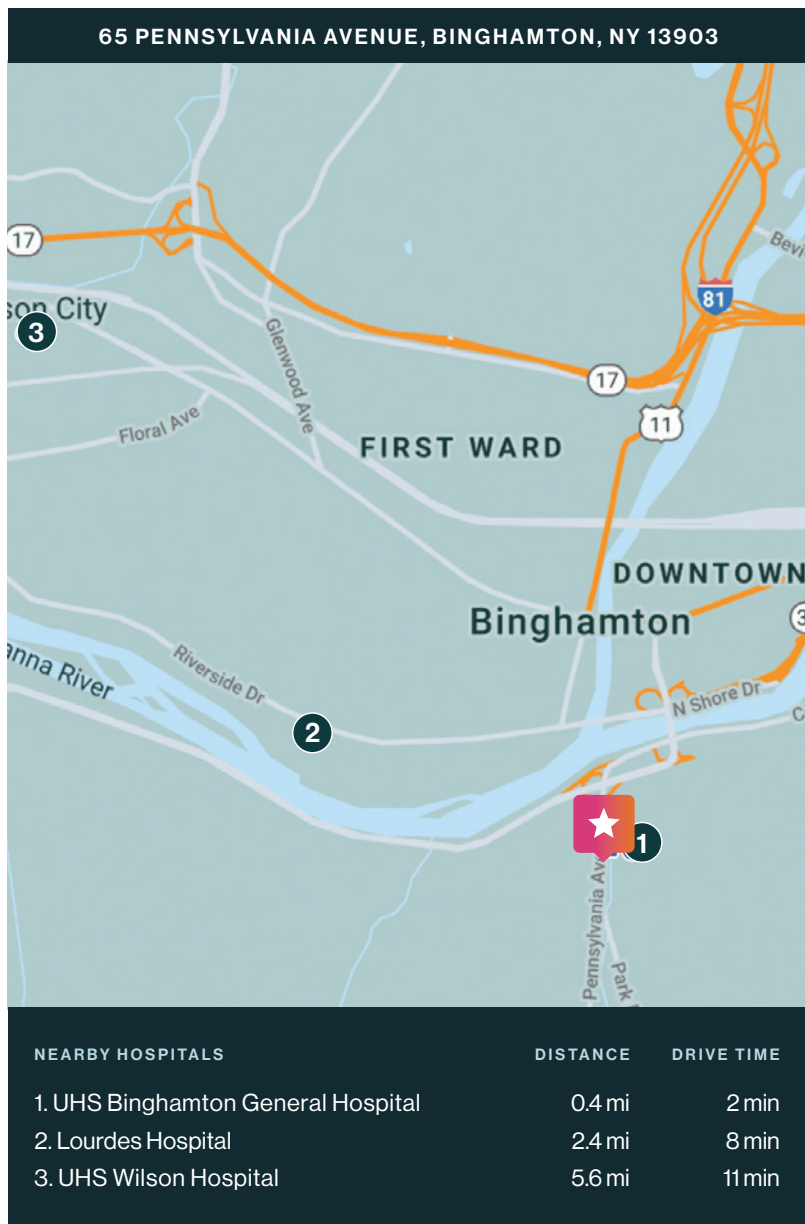 65 PENNSYLVANIA AVENUE, BINGHAMTON, NY 13903
17
Bevi
81
son City
3
Glenwood Ave
17
11
Floral Ave
FIRST WARD
DOWNTOWN
Binghamton
3
anna River
Riverside Dr
N Shore Dr
C
2
1
Pennsylvania Ave
Park
NEARBY HOSPITALS DISTANCE DRIVE TIME
1. UHS Binghamton General Hospital 0.4 mi 2 min
2. Lourdes Hospital 2.4 mi 8 min
3. UHS Wilson Hospital 5.6 mi 11 min